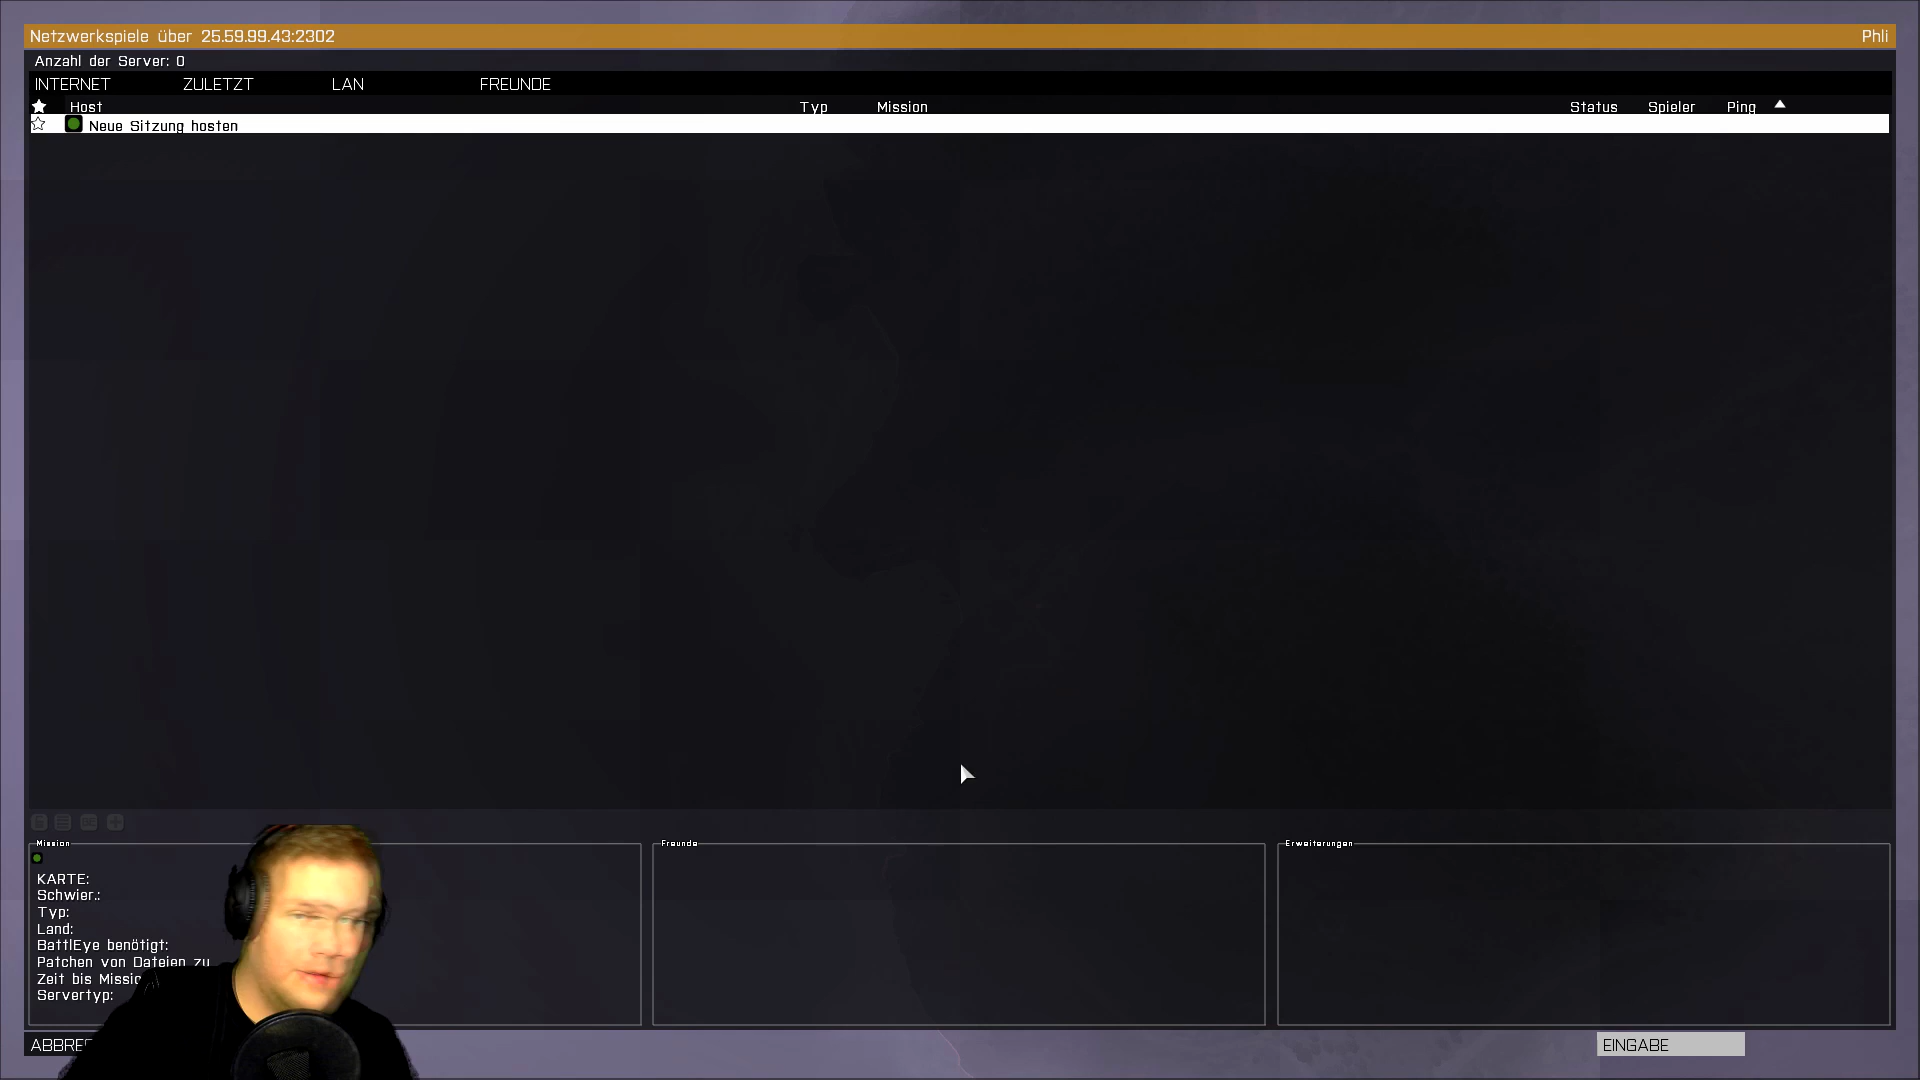 Netzwerkspiele über 25.59.99.43:2302 Phli
Anzahl der Server: 0
INTERNET ZULETZT LAN FREUNDE
Host Typ Mission Status Spieler Ping
Neue Sitzung hosten
Mission Freunde Erweiterungen
KARTE:
Schwier.:
Typ:
Land:
BattlEye benötigt:
Patchen von Dateien zu
Zeit bis Missio
Servertyp:
ABBRE
EINGABE